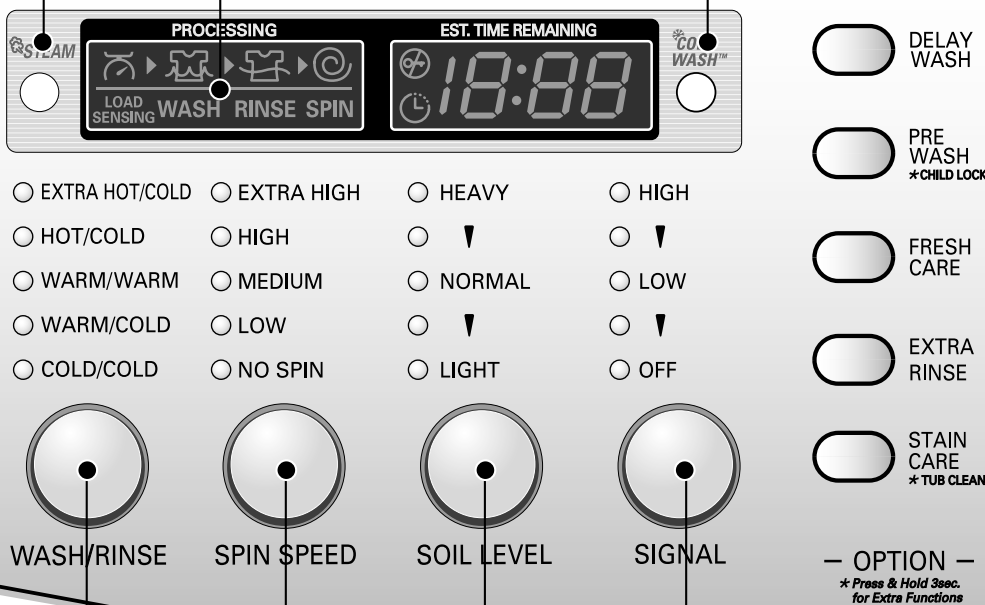 PROCESSING
EST. TIME REMAINING
STEAM
WASH™
18:88
LOAD
SENSING
WASH
RINSE
SPIN
EXTRA HOT/COLD
HOT/COLD
WARM/WARM
WARM/COLD
COLD/COLD
WASH/RINSE
EXTRA HIGH
HIGH
MEDIUM
LOW
NO SPIN
SPIN SPEED
HEAVY
NORMAL
LIGHT
SOIL LEVEL
HIGH
LOW
OFF
SIGNAL
DELAY
WASH
PRE
WASH
*CHILD LOCK
FRESH
CARE
EXTRA
RINSE
STAIN
CARE
*TUB CLEAN
– OPTION –
*Press & Hold 3sec.
for Extra Functions